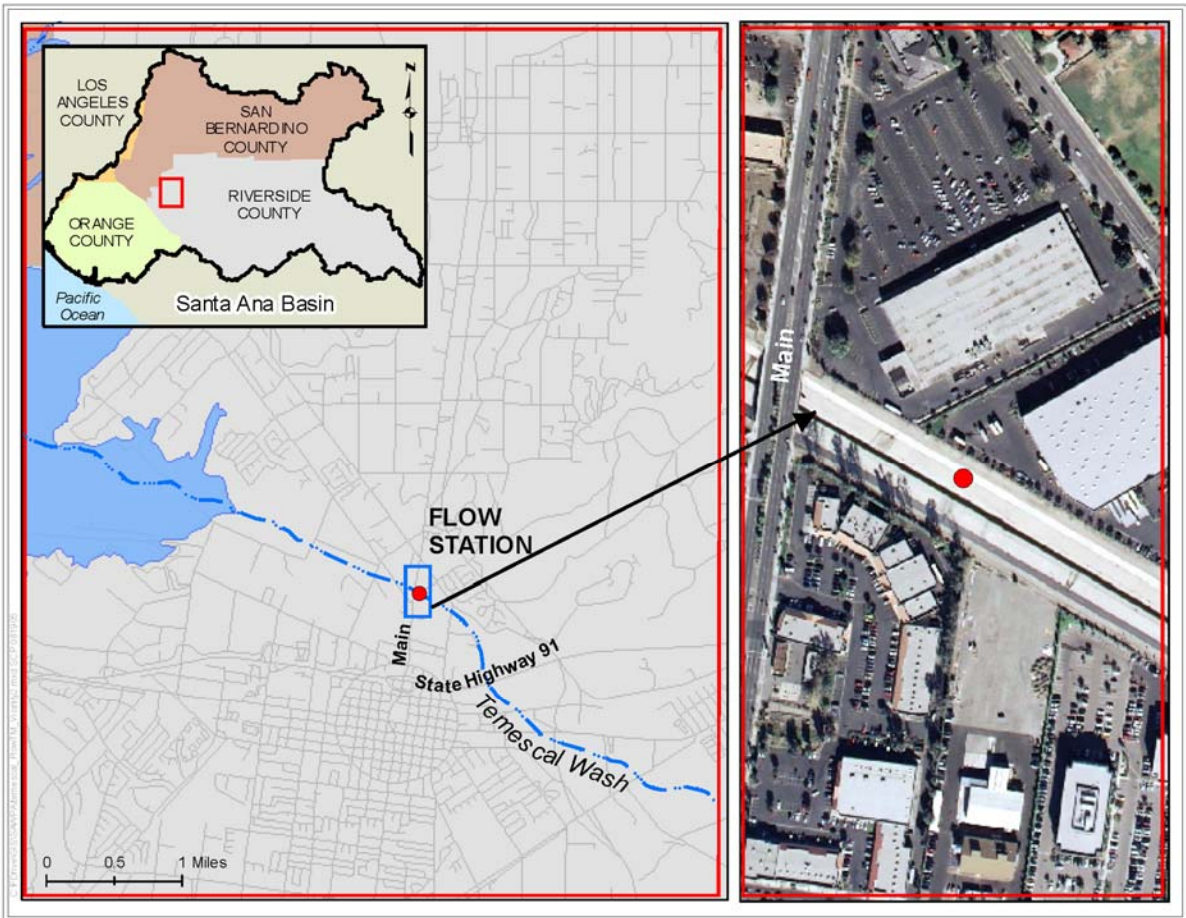 LOS
ANGELES
COUNTY
SAN
BERNARDINO
COUNTY
N
RIVERSIDE
COUNTY
ORANGE
COUNTY
Pacific
Ocean
Santa Ana Basin
FLOW
STATION
Main
State Highway 91
Temescal Wash
0 0.5 1 Miles
Main